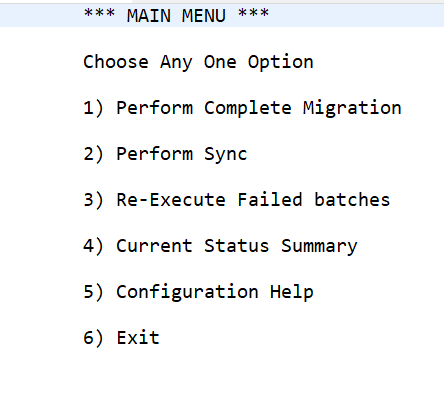 *** MAIN MENU ***
Choose Any One Option
1) Perform Complete Migration
2) Perform Sync
3) Re-Execute Failed batches
4) Current Status Summary
5) Configuration Help
6) Exit